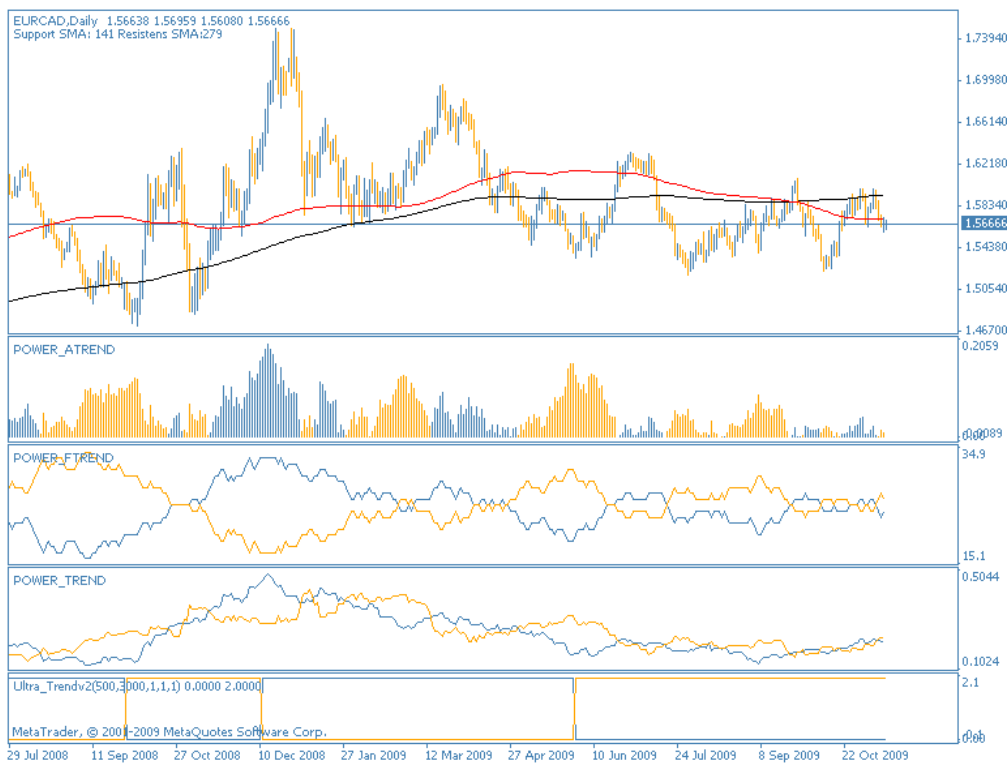 EURCAD,Daily 1.56638 1.56959 1.56080 1.56666
Support SMA: 141 Resistens SMA:279
1.73940
1.69980
1.66140
1.62180
1.58340
1.56666
1.54380
1.50540
1.46700
POWER_ATREND
0.2059
POWER_FTREND
34.9
15.1
POWER_TREND
0.5044
0.1024
Ultra_Trendv2(500,3000,1,1,1) 0.0000 2.0000
2.1
MetaTrader, © 2001-2009 MetaQuotes Software Corp.
29 Jul 2008 11 Sep 2008 27 Oct 2008 10 Dec 2008 27 Jan 2009 12 Mar 2009 27 Apr 2009 10 Jun 2009 24 Jul 2009 8 Sep 2009 22 Oct 2009